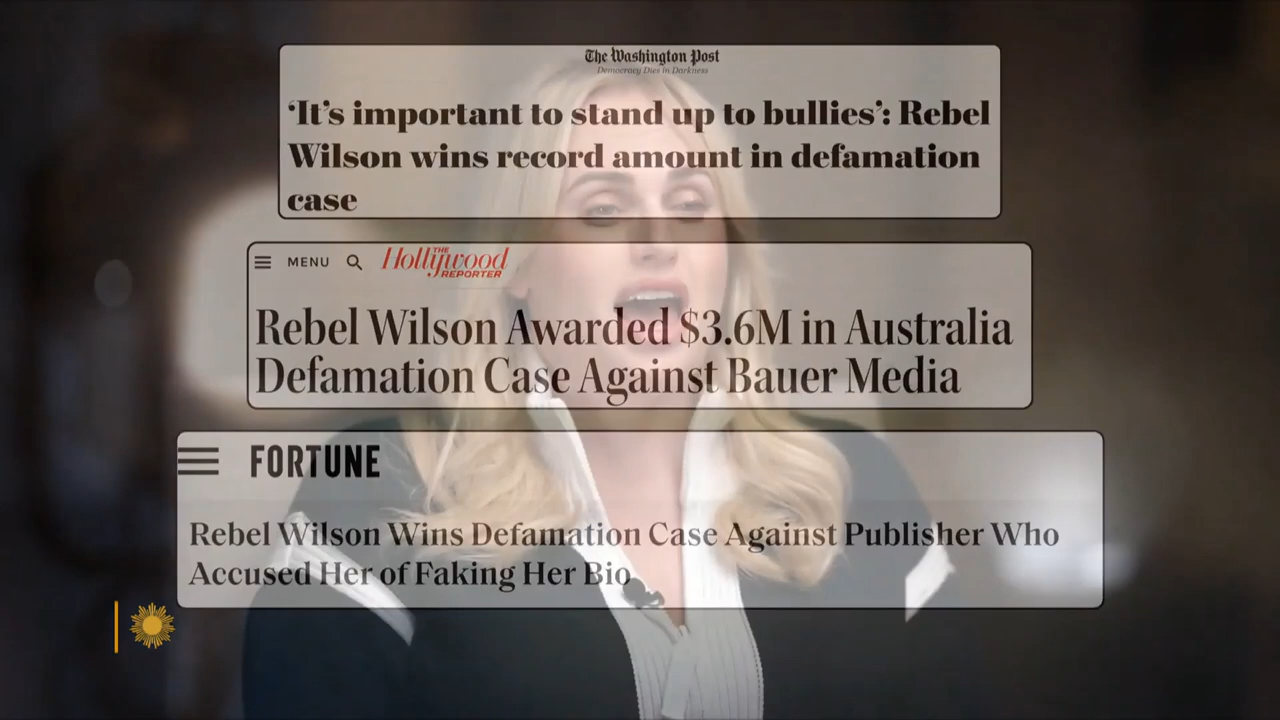 The Washington Post
Democracy Dies in Darkness
‘It’s important to stand up to bullies’: Rebel
Wilson wins record amount in defamation
case
MENU
THE
Hollywood
REPORTER
Rebel Wilson Awarded $3.6M in Australia
Defamation Case Against Bauer Media
FORTUNE
Rebel Wilson Wins Defamation Case Against Publisher Who
Accused Her of Faking Her Bio